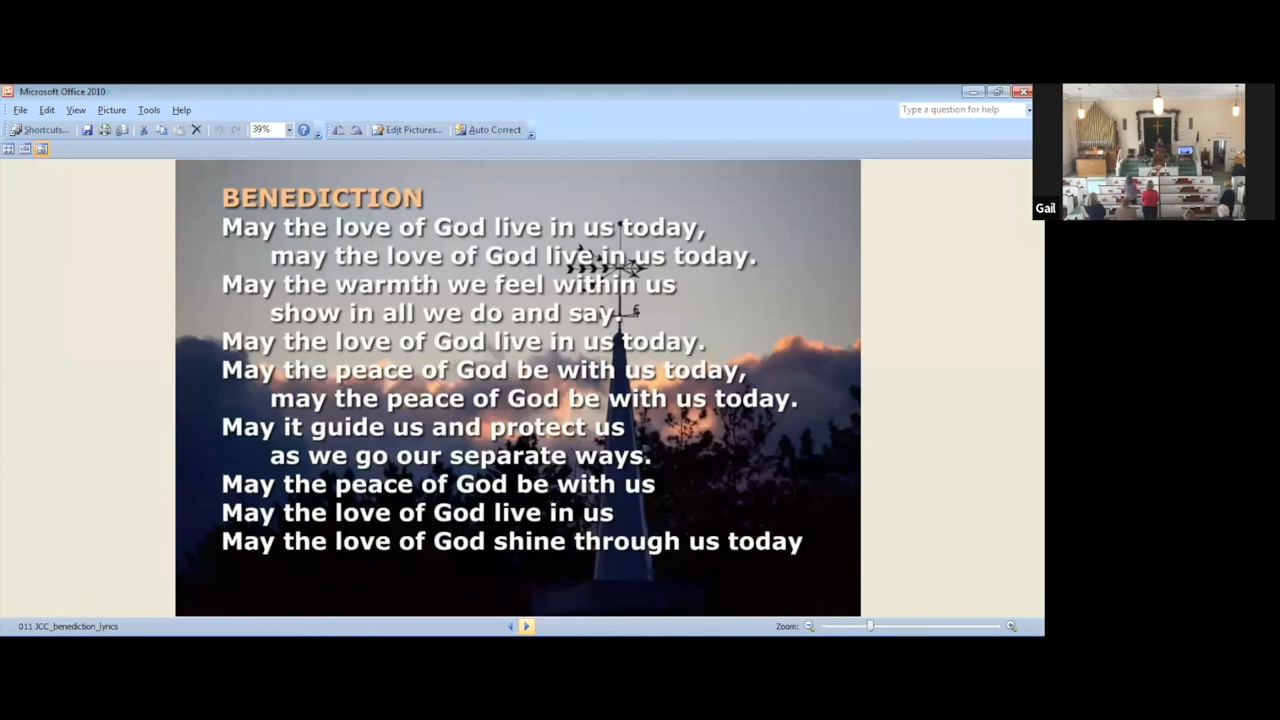 Microsoft Office 2010
File Edit View Picture Tools Help
Type a question for help
Shortcuts... 39% Edit Pictures... Auto Correct
BENEDICTION
May the love of God live in us today,
may the love of God live in us today.
May the warmth we feel within us
show in all we do and say.
May the love of God live in us today.
May the peace of God be with us today,
may the peace of God be with us today.
May it guide us and protect us
as we go our separate ways.
May the peace of God be with us
May the love of God live in us
May the love of God shine through us today
011 JCC_benediction_lyrics
Zoom:
Gail